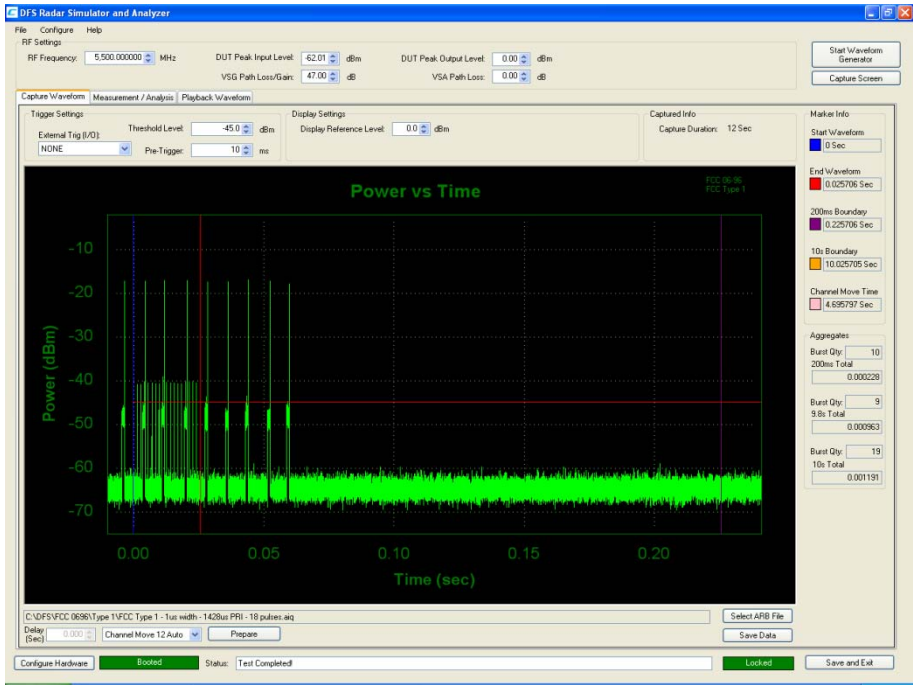 DFS Radar Simulator and Analyzer
File Configure Help
RF Settings
RF Frequency: 5,500.000000 MHz
DUT Peak Input Level: -62.01 dBm
DUT Peak Output Level: 0.00 dBm
VSG Path Loss/Gain: 47.00 dB
VSA Path Loss: 0.00 dB
Start Waveform Generator
Capture Screen
Capture Waveform Measurement / Analysis Playback Waveform
Trigger Settings
External Trig (I/O):
NONE
Threshold Level: -45.0 dBm
Pre-Trigger: 10 ms
Display Settings
Display Reference Level: 0.0 dBm
Captured Info
Capture Duration: 12 Sec
Marker Info
Start Waveform
0 Sec
End Waveform
0.025706 Sec
200ms Boundary
0.225706 Sec
10s Boundary
10.025705 Sec
Channel Move Time
4.695797 Sec
Aggregates
Burst Qty: 10
200ms Total
0.000228
Burst Qty: 9
9.8s Total
0.000963
Burst Qty: 19
10s Total
0.001191
Power vs Time
FCC 06-96
FCC Type 1
Power (dBm)
-10
-20
-30
-40
-50
-60
-70
0.00 0.05 0.10 0.15 0.20
Time (sec)
C:\DFS\FCC 0696\Type 1\FCC Type 1 - 1us width - 1428us PRI - 18 pulses.aiq
Select ARB File
Delay (Sec) 0.000
Channel Move 12 Auto
Prepare
Save Data
Configure Hardware
Booted
Status: Test Completed!
Locked
Save and Exit